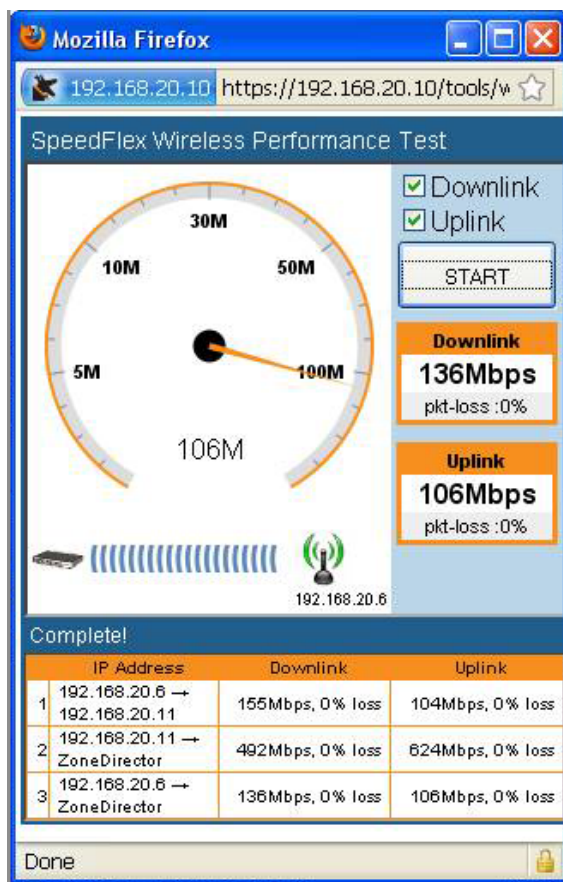 Mozilla Firefox
192.168.20.10 https://192.168.20.10/tools/w
SpeedFlex Wireless Performance Test
Downlink
Uplink
START
30M
10M
50M
5M
100M
106M
Downlink
136Mbps
pkt-loss :0%
Uplink
106Mbps
pkt-loss :0%
192.168.20.6
Complete!
IP Address Downlink Uplink
1 192.168.20.6 → 192.168.20.11 155Mbps, 0% loss 104Mbps, 0% loss
2 192.168.20.11 → ZoneDirector 492Mbps, 0% loss 624Mbps, 0% loss
3 192.168.20.6 → ZoneDirector 136Mbps, 0% loss 106Mbps, 0% loss
Done